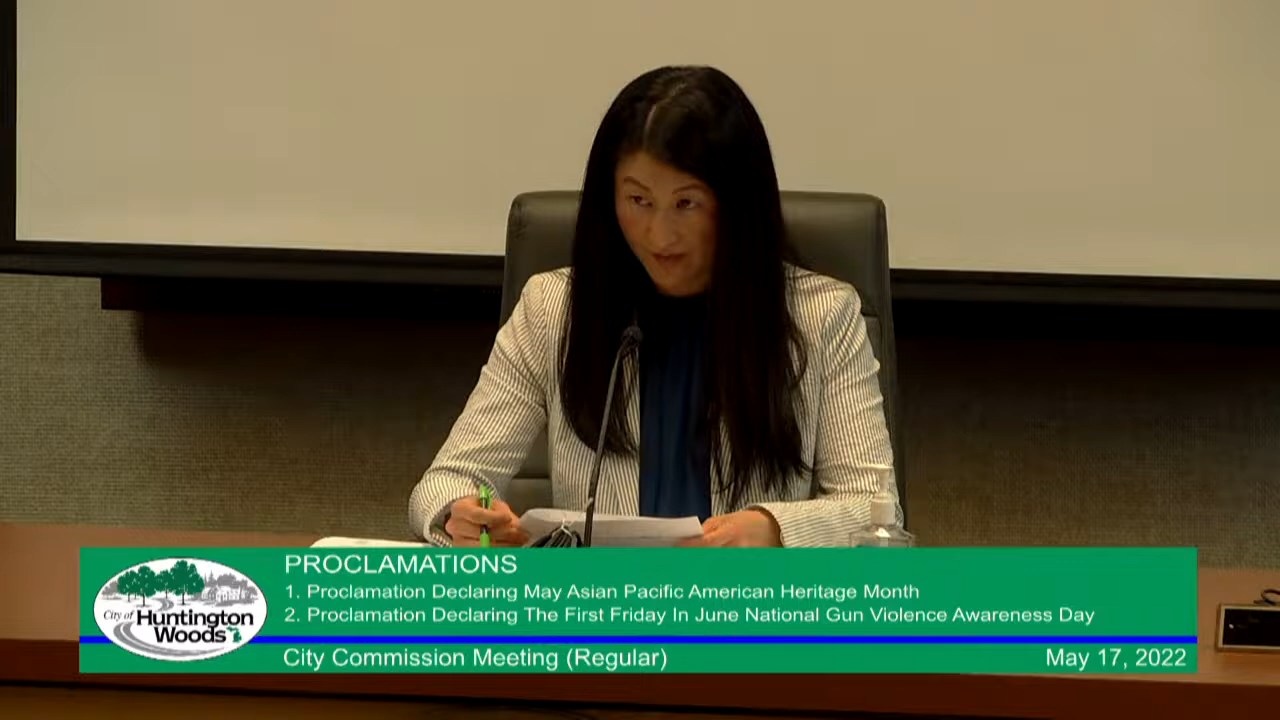 PROCLAMATIONS
1. Proclamation Declaring May Asian Pacific American Heritage Month
2. Proclamation Declaring The First Friday In June National Gun Violence Awareness Day
City of
Huntington
Woods
City Commission Meeting (Regular)
May 17, 2022